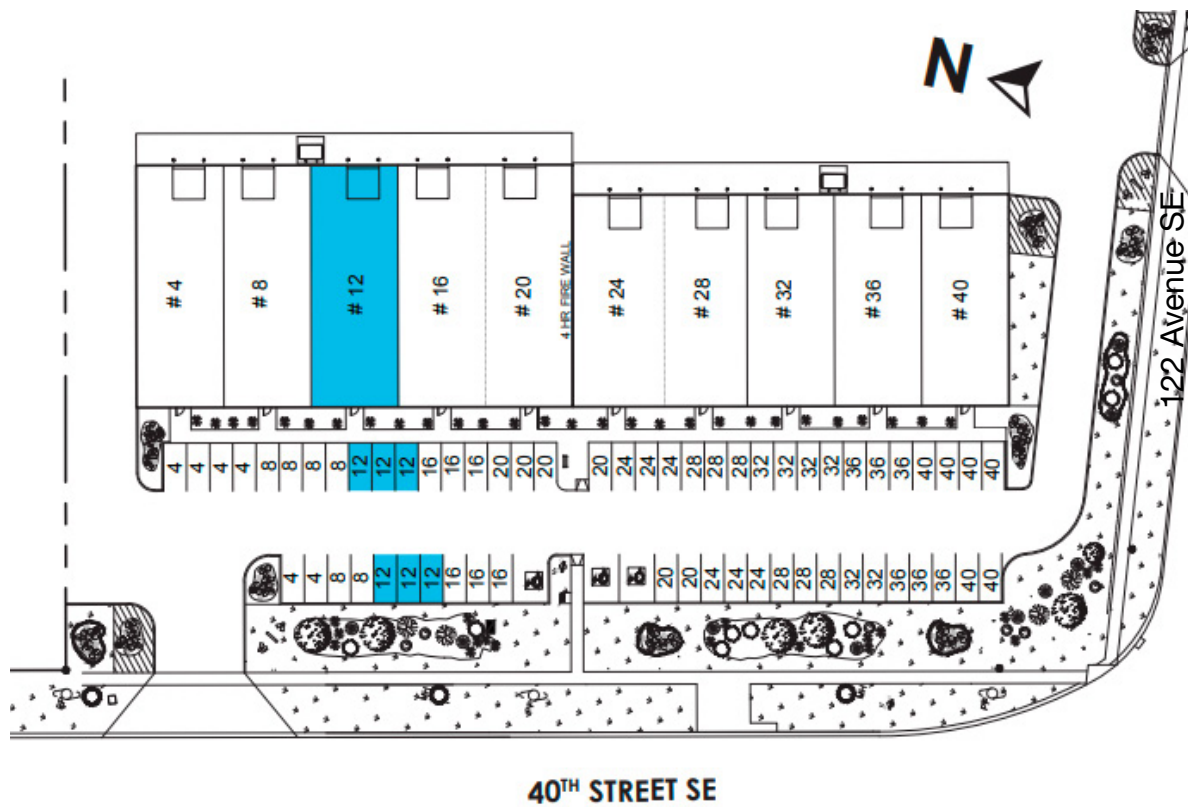 N
122 Avenue SE
# 4
# 8
# 12
# 16
# 20
4 HR FIRE WALL
# 24
# 28
# 32
# 36
# 40
4 4 4 4 8 8 8 8 12 12 12 16 16 16 20 20 20
20 24 24 24 28 28 28 32 32 32 32 36 36 36 40 40 40 40
4 4 8 8 12 12 12 16 16 16
20 20 24 24 24 28 28 28 32 32 36 36 36 40 40
40TH STREET SE